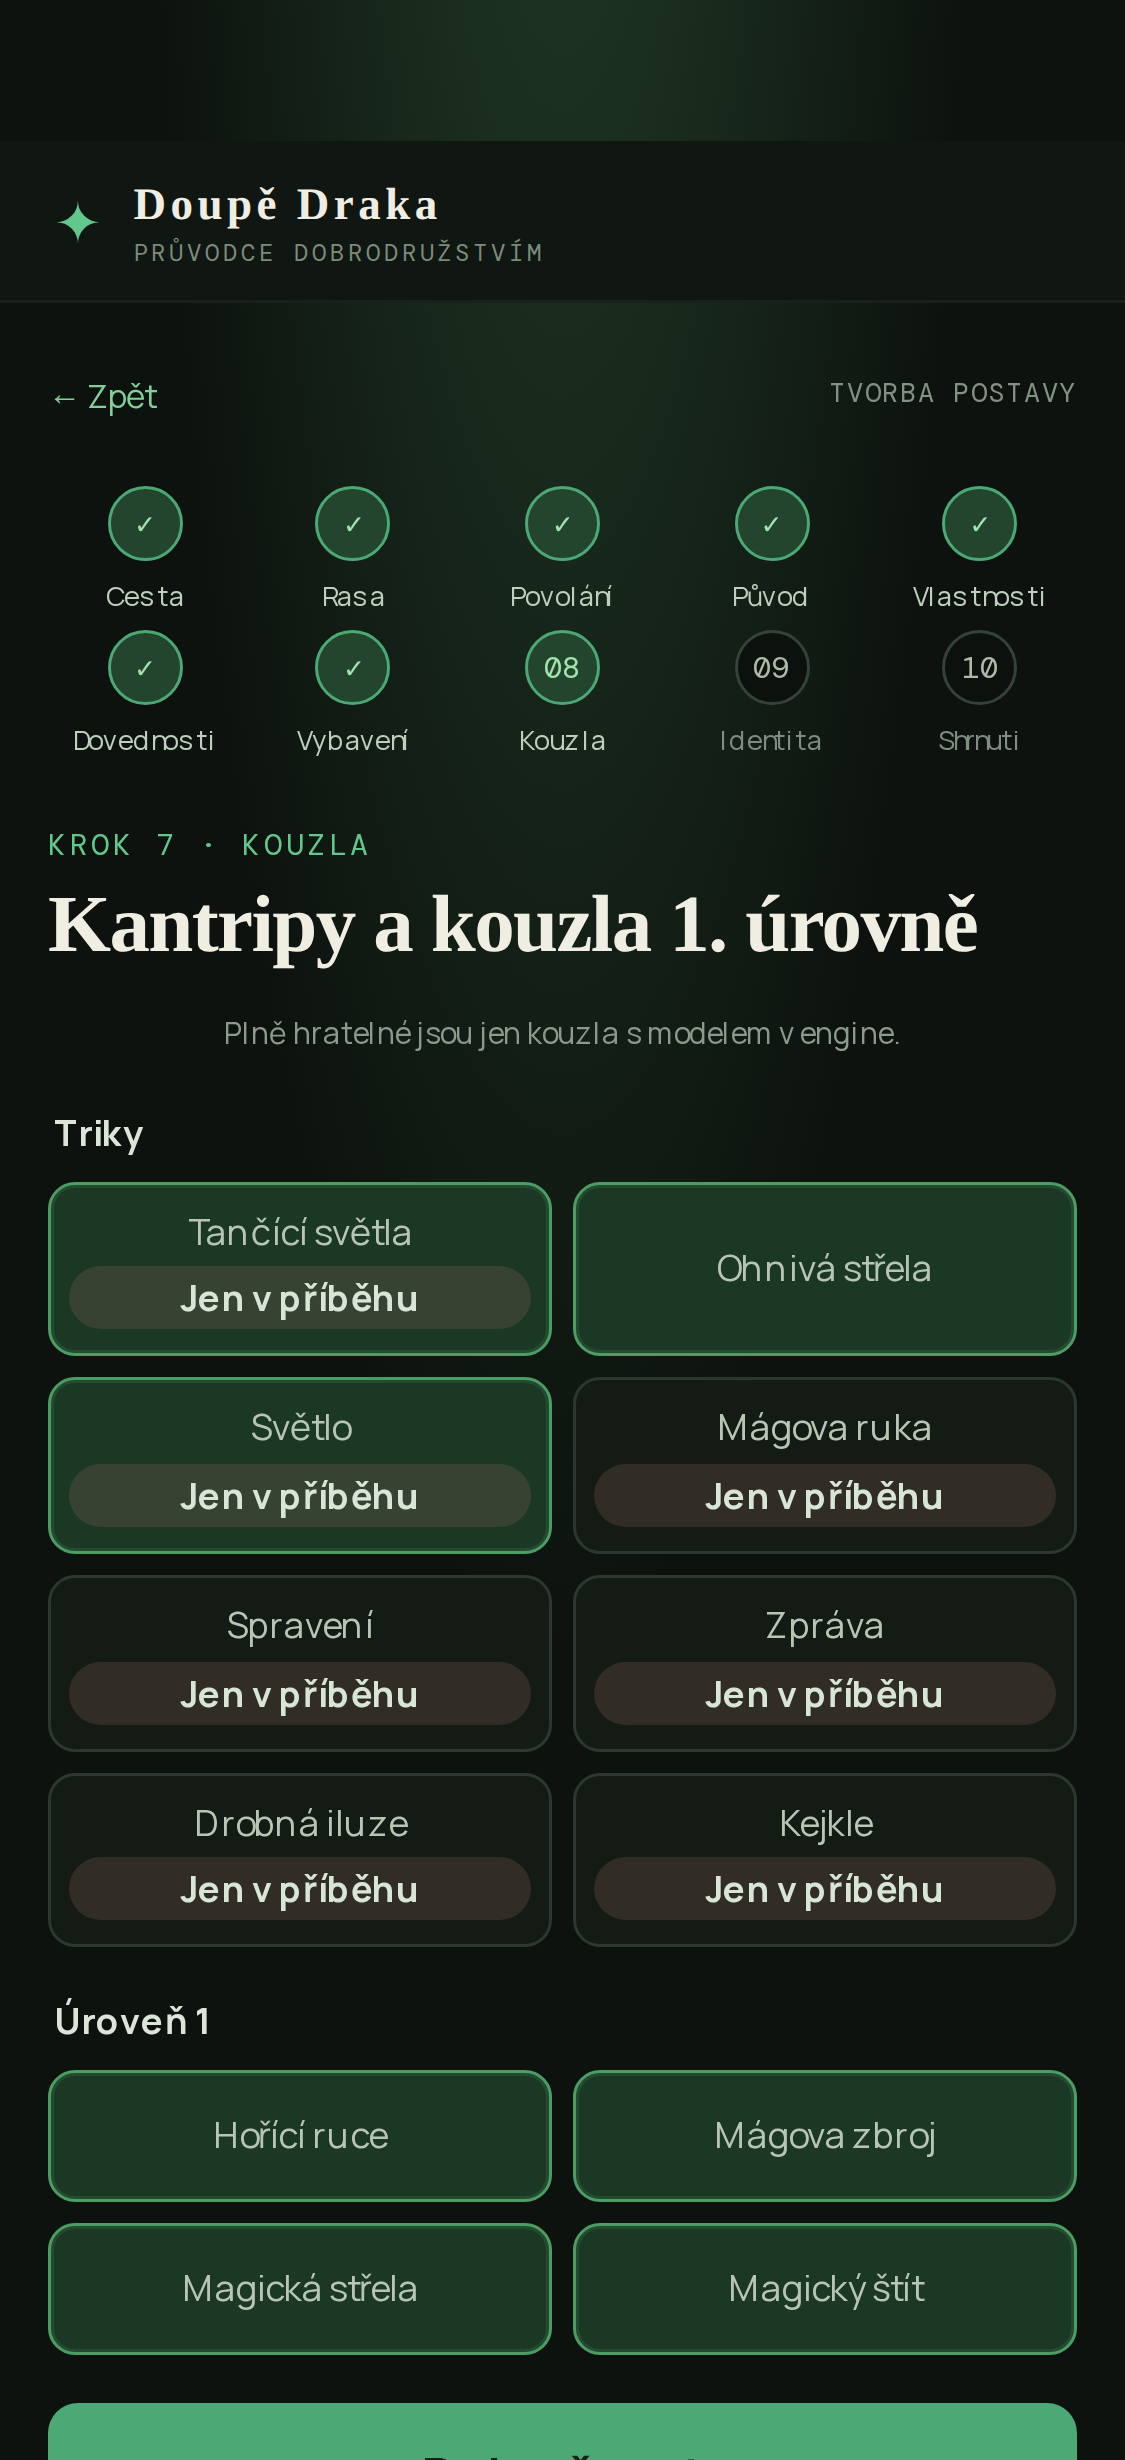 Doupě Draka
PRŮVODCE DOBRODRUŽSTVÍM
← Zpět
TVORBA POSTAVY
✓ ✓ ✓ ✓ ✓
Cesta Rasa Povolání Původ Vlastnosti
✓ ✓ 08 09 10
Dovednosti Vybavení Kouzla Identita Shrnuti
KROK 7 · KOUZLA
Kantripy a kouzla 1. úrovně
Plně hratelné jsou jen kouzla s modelem v engine.
Triky
Tančící světla
Jen v příběhu
Ohnivá střela
Světlo
Jen v příběhu
Mágova ruka
Jen v příběhu
Spravení
Jen v příběhu
Zpráva
Jen v příběhu
Drobná iluze
Jen v příběhu
Kejkle
Jen v příběhu
Úroveň 1
Hořící ruce
Mágova zbroj
Magická střela
Magický štít